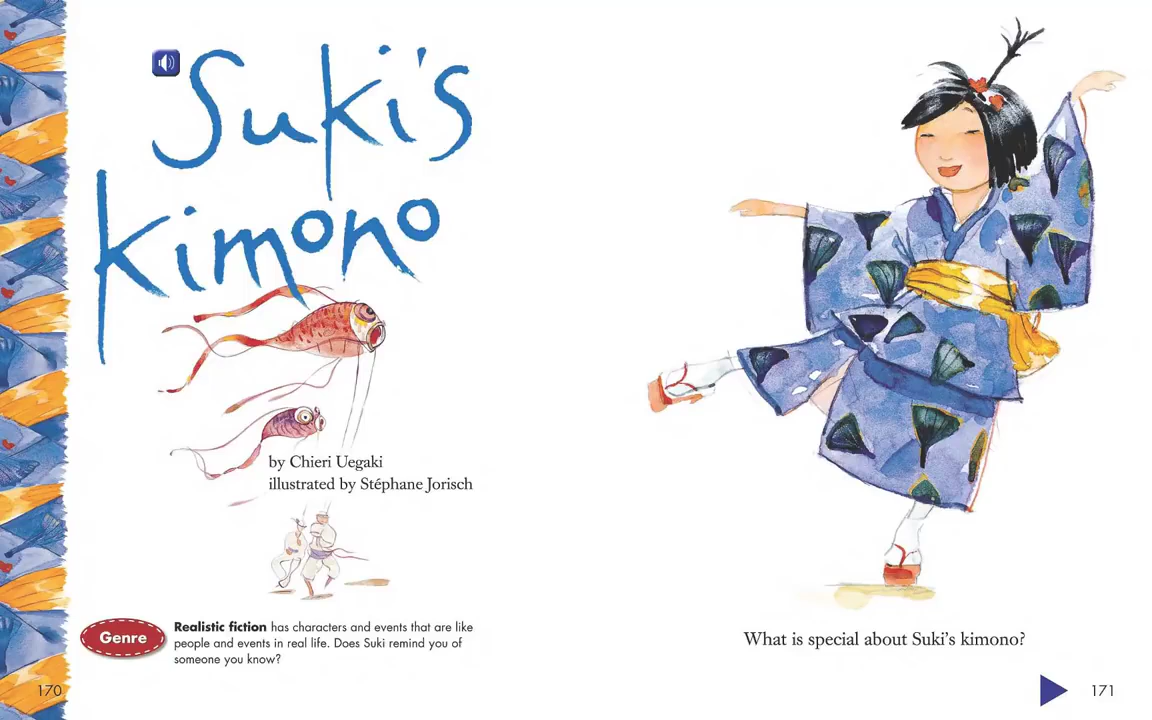 Suki's
kimono
by Chieri Uegaki
illustrated by Stéphane Jorisch
Genre
Realistic fiction has characters and events that are like
people and events in real life. Does Suki remind you of
someone you know?
170
What is special about Suki's kimono?
171